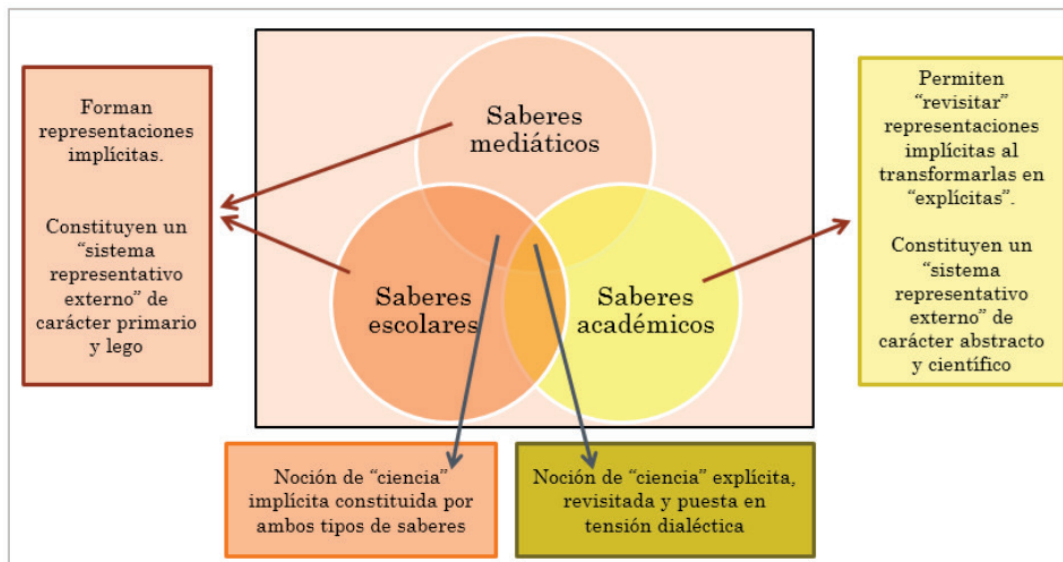 Forman
representaciones
implícitas.
Constituyen un
“sistema
representativo
externo” de
carácter primario
y lego
Saberes
mediáticos
Saberes
escolares
Saberes
académicos
Permiten
“revisitar”
representaciones
implícitas al
transformarlas en
“explícitas”.
Constituyen un
“sistema
representativo
externo” de
carácter abstracto
y científico
Noción de “ciencia”
implícita constituida por
ambos tipos de saberes
Noción de “ciencia” explícita,
revisitada y puesta en
tensión dialéctica